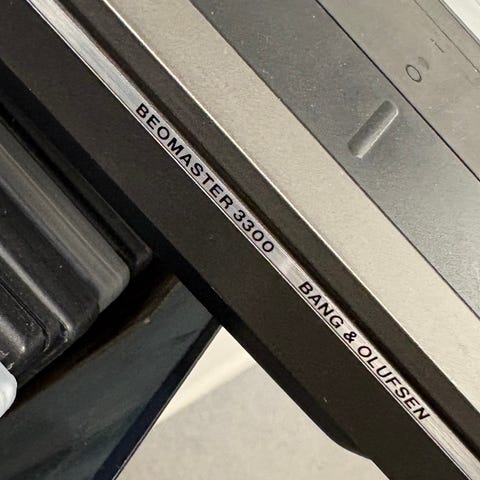 BEOMASTER 3300 BANG & OLUFSEN